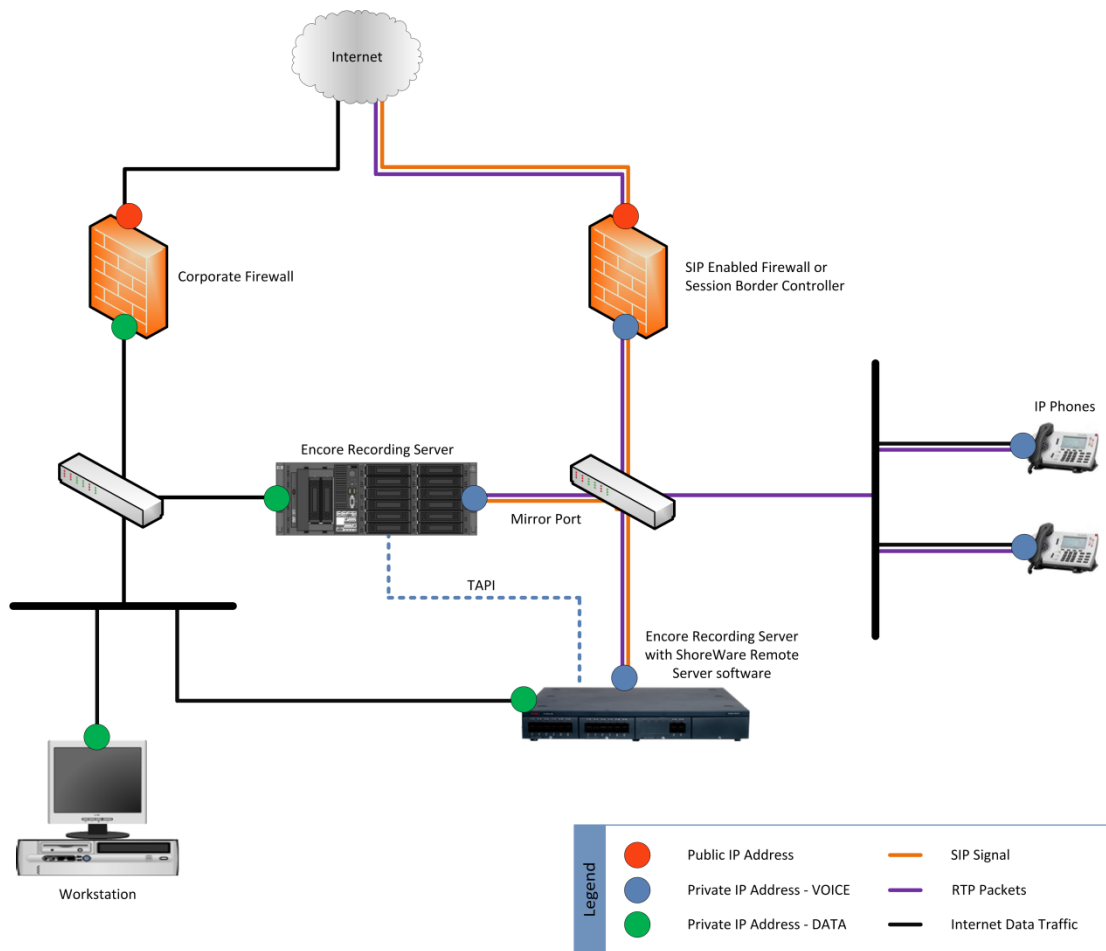 Internet
Corporate Firewall
SIP Enabled Firewall or
Session Border Controller
IP Phones
Encore Recording Server
Mirror Port
TAPI
Encore Recording Server
with ShoreWare Remote
Server software
Workstation
Legend
Public IP Address
SIP Signal
Private IP Address - VOICE
RTP Packets
Private IP Address - DATA
Internet Data Traffic